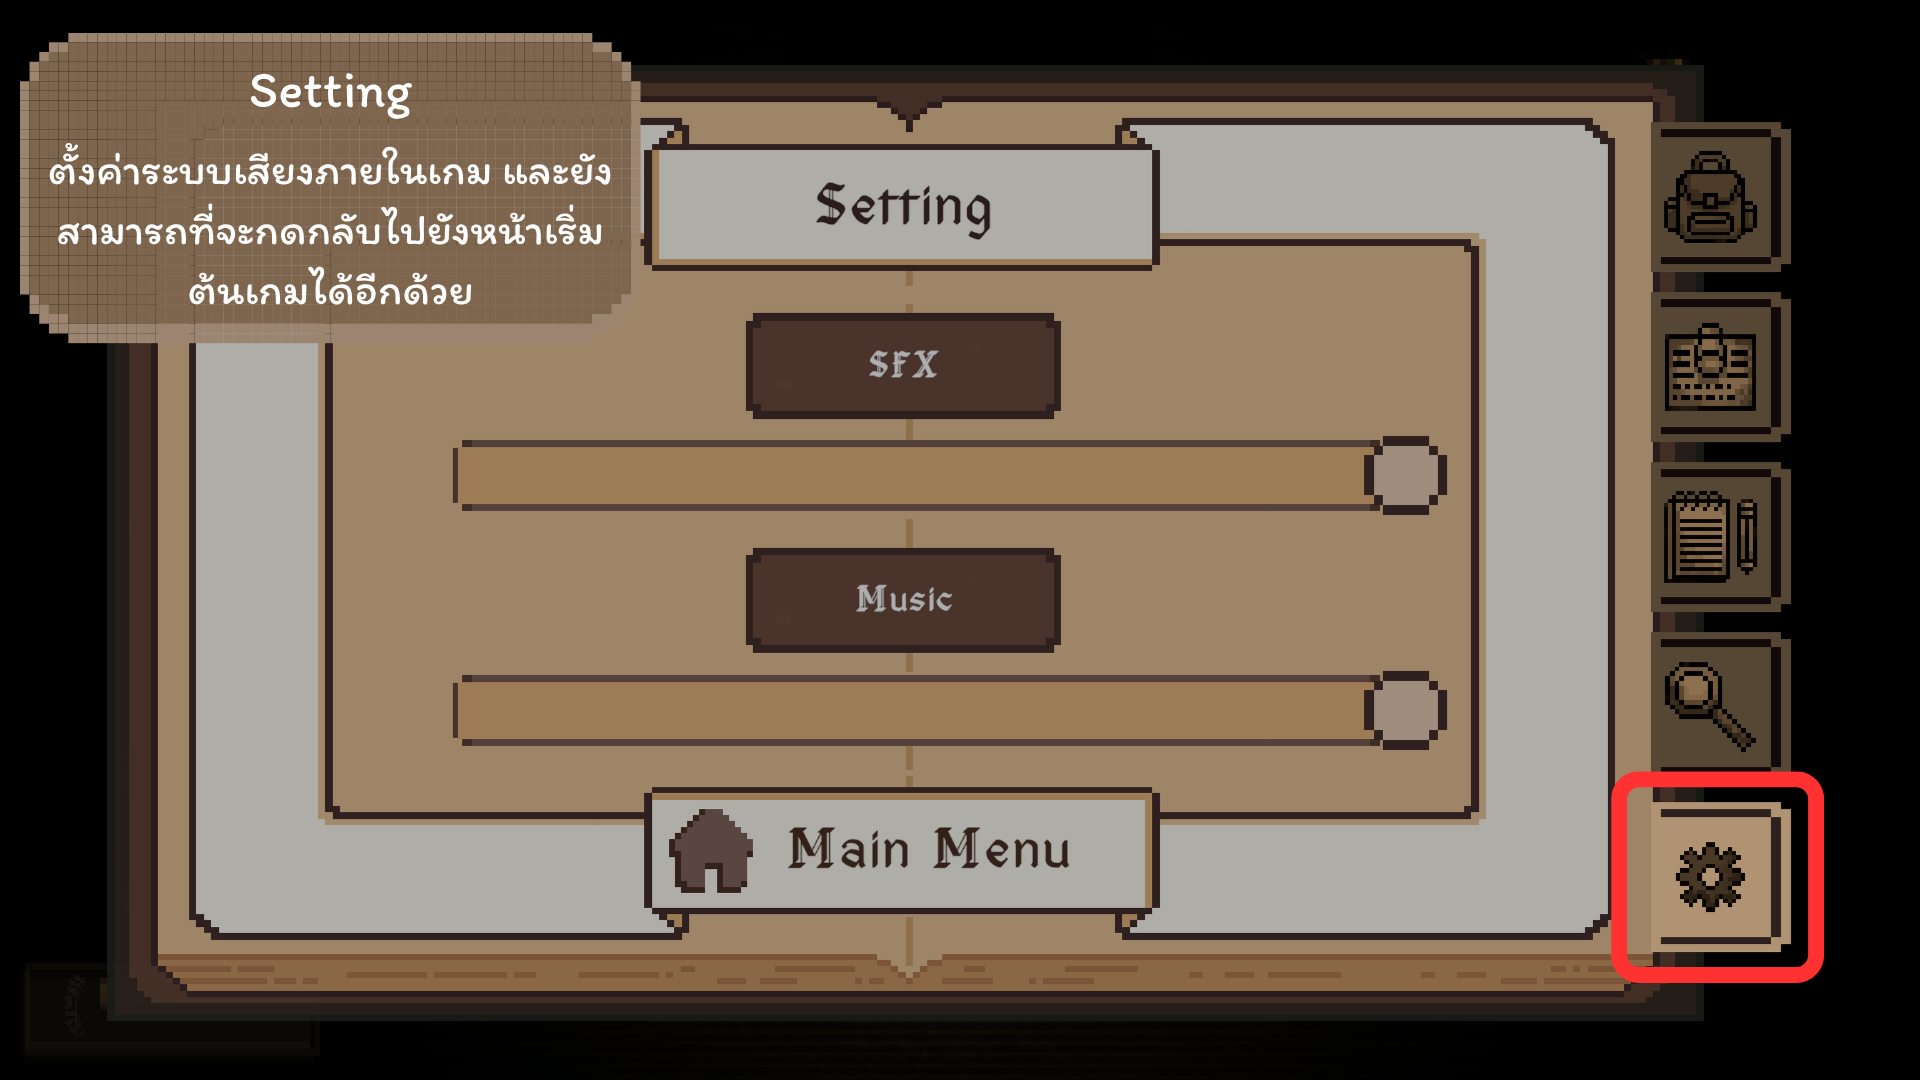 Setting
ตั้งค่าระบบเสียงภายในเกม และยัง
สามารถที่จะกดกลับไปยังหน้าเริ่ม
ต้นเกมได้อีกด้วย
Setting
SFX
Music
Main Menu